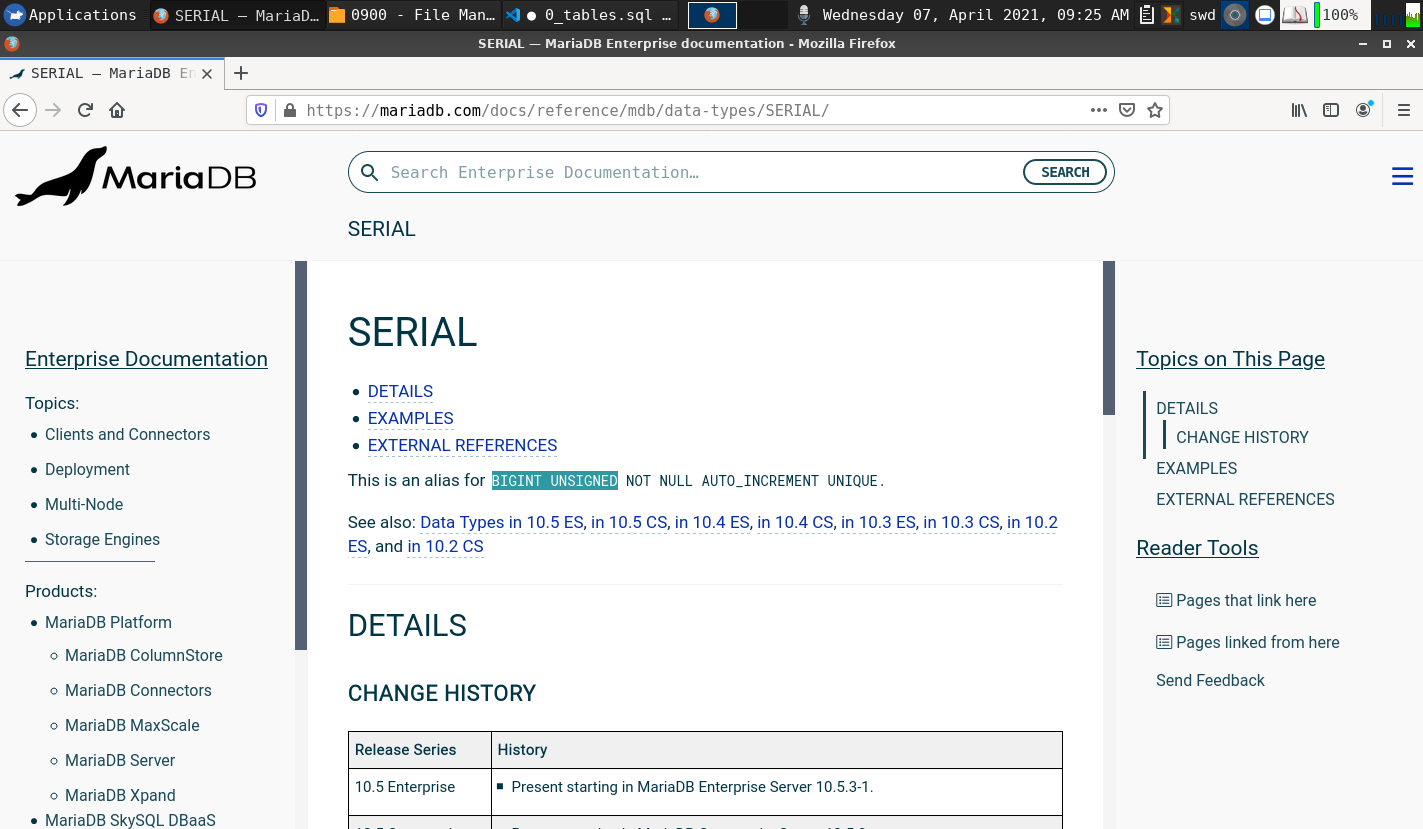 Applications SERIAL — MariaD... 0900 - File Man... ● 0_tables.sql ... Wednesday 07, April 2021, 09:25 AM swd 100%
SERIAL — MariaDB Enterprise documentation - Mozilla Firefox
SERIAL — MariaDB En
https://mariadb.com/docs/reference/mdb/data-types/SERIAL/
MariaDB
Search Enterprise Documentation…
SEARCH
SERIAL
Enterprise Documentation
Topics:
Clients and Connectors
Deployment
Multi-Node
Storage Engines
Products:
MariaDB Platform
MariaDB ColumnStore
MariaDB Connectors
MariaDB MaxScale
MariaDB Server
MariaDB Xpand
MariaDB SkySQL DBaaS
SERIAL
DETAILS
EXAMPLES
EXTERNAL REFERENCES
This is an alias for BIGINT UNSIGNED NOT NULL AUTO_INCREMENT UNIQUE.
See also: Data Types in 10.5 ES, in 10.5 CS, in 10.4 ES, in 10.4 CS, in 10.3 ES, in 10.3 CS, in 10.2
ES, and in 10.2 CS
DETAILS
CHANGE HISTORY
Release Series History
10.5 Enterprise Present starting in MariaDB Enterprise Server 10.5.3-1.
Topics on This Page
DETAILS
CHANGE HISTORY
EXAMPLES
EXTERNAL REFERENCES
Reader Tools
Pages that link here
Pages linked from here
Send Feedback